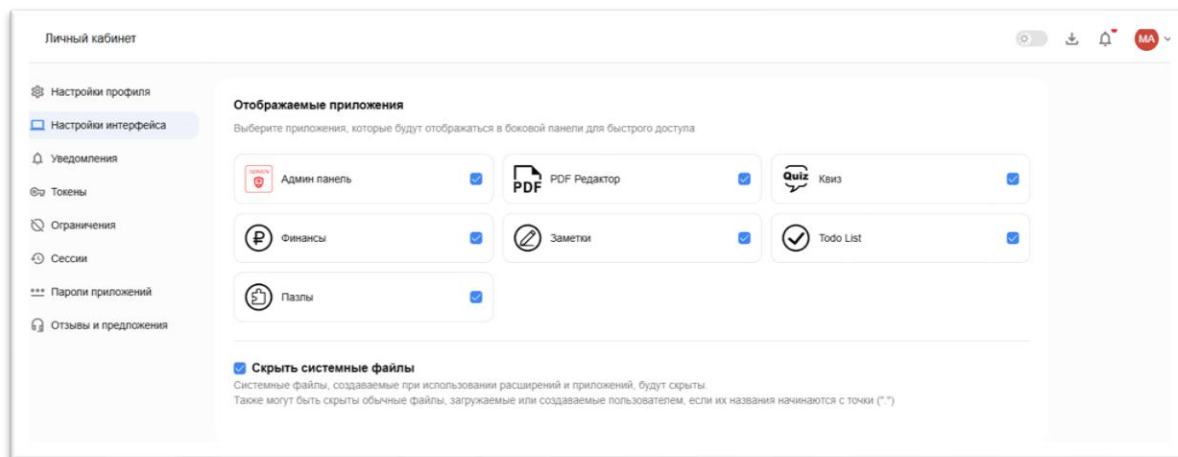 Личный кабинет
MA
Настройки профиля
Настройки интерфейса
Уведомления
Токены
Ограничения
Сессии
Пароли приложений
Отзывы и предложения
Отображаемые приложения
Выберите приложения, которые будут отображаться в боковой панели для быстрого доступа
Админ панель
PDF
PDF Редактор
Quiz
Квиз
Финансы
Заметки
Todo List
Пазлы
Скрыть системные файлы
Системные файлы, создаваемые при использовании расширений и приложений, будут скрыты.
Также могут быть скрыты обычные файлы, загружаемые или создаваемые пользователем, если их названия начинаются с точки (".")